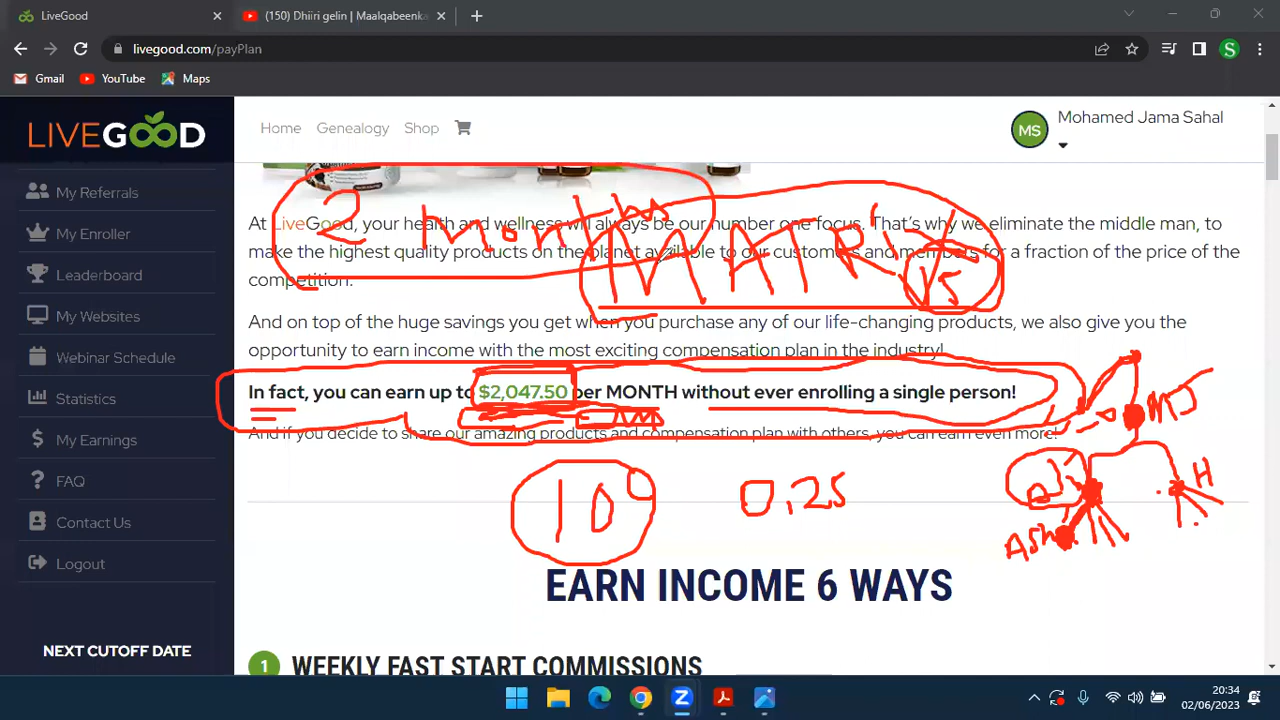 LiveGood
(150) Dhiiri gelin | Maalqabeenka
livegood.com/payPlan
S
Gmail
YouTube
Maps
LIVEGOOD
My Referrals
My Enroller
Leaderboard
My Websites
Webinar Schedule
Statistics
My Earnings
FAQ
Contact Us
Logout
NEXT CUTOFF DATE
Home
Genealogy
Shop
MS
Mohamed Jama Sahal
At LiveGood, your health and wellness will always be our number one focus. That's why we eliminate the middle man, to
make the highest quality products on the planet available to our customers and members for a fraction of the price of the
competition.
2 months
MATRix
15
And on top of the huge savings you get when you purchase any of our life-changing products, we also give you the
opportunity to earn income with the most exciting compensation plan in the industry!
In fact, you can earn up to $2,047.50 per MONTH without ever enrolling a single person!
And if you decide to share our amazing products and compensation plan with others, you can earn even more!
MJ
H
10
0.25
Ash
EARN INCOME 6 WAYS
1 WEEKLY FAST START COMMISSIONS
20:34
02/06/2023